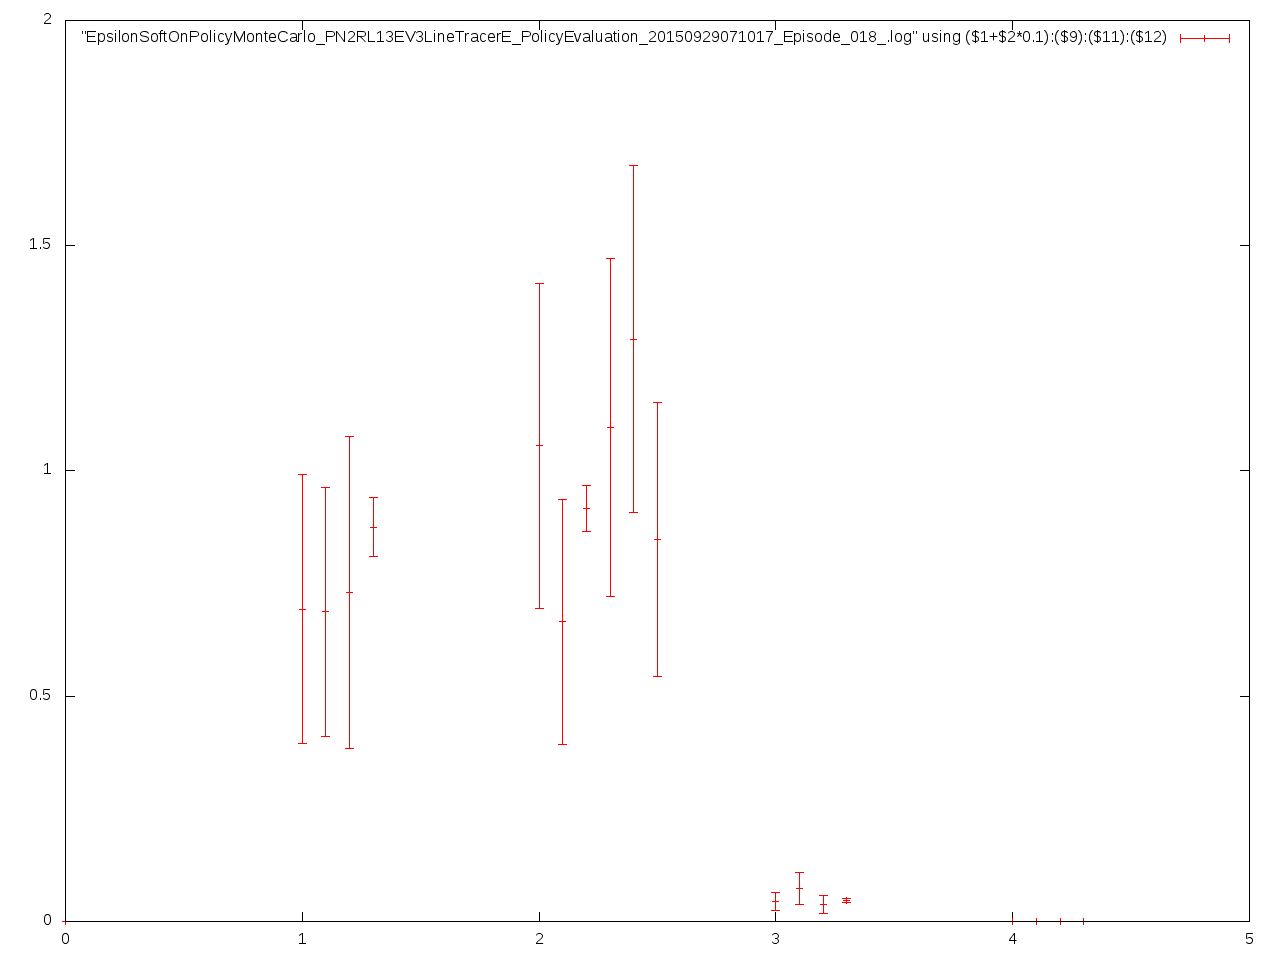 2
"EpsilonSoftOnPolicyMonteCarlo_PN2RL13EV3LineTracerE_PolicyEvaluation_20150929071017_Episode_018_.log" using ($1+$2*0.1):($9):($11):($12)
1.5
1
0.5
0
0 1 2 3 4 5